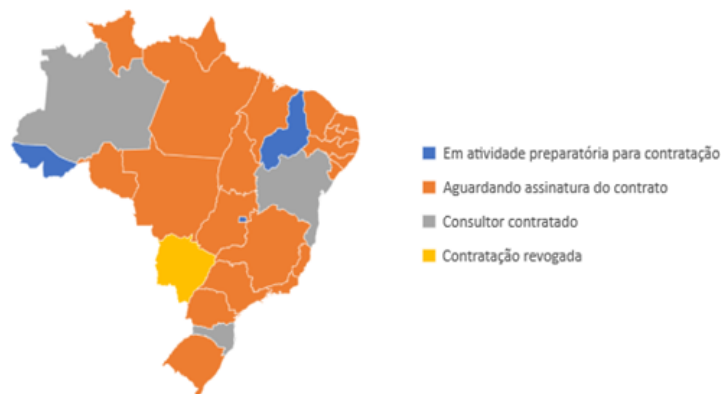 Em atividade preparatória para contratação
Aguardando assinatura do contrato
Consultor contratado
Contratação revogada